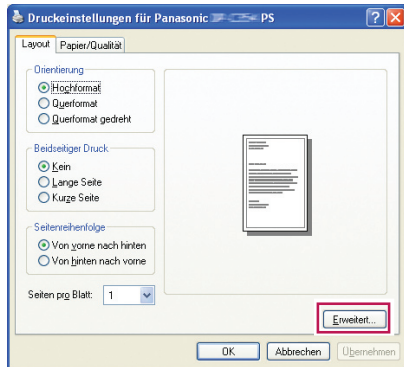 Druckeinstellungen für Panasonic PS
Layout
Papier/Qualität
Orientierung
Hochformat
Querformat
Querformat gedreht
Beidseitiger Druck
Kein
Lange Seite
Kurze Seite
Seitenreihenfolge
Von vorne nach hinten
Von hinten nach vorne
Seiten pro Blatt: 1
Erweitert...
OK
Abbrechen
Übernehmen